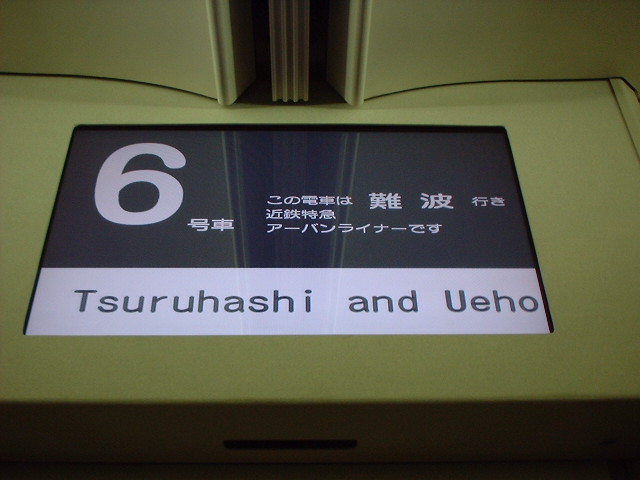 6号車
この電車は 難波 行き
近鉄特急
アーバンライナーです
Tsuruhashi and Ueho